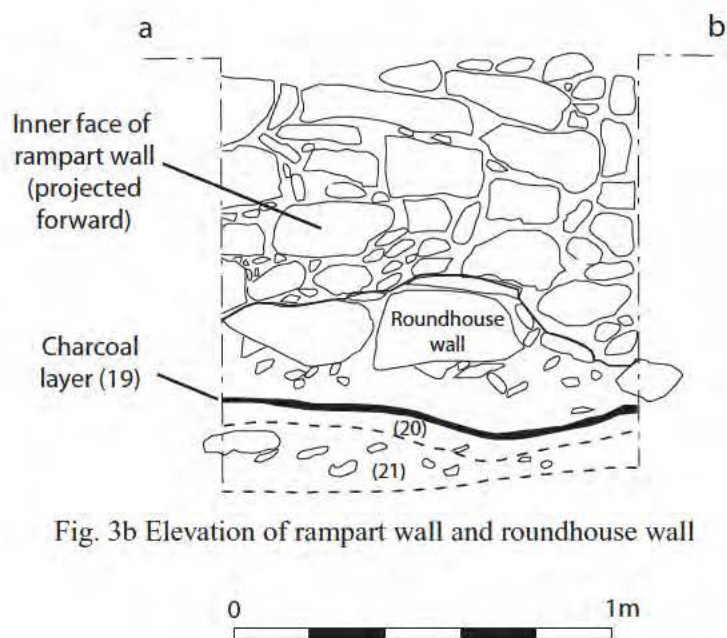 a
b
Inner face of
rampart wall
(projected
forward)
Roundhouse
wall
Charcoal
layer (19)
(20)
(21)
Fig. 3b Elevation of rampart wall and roundhouse wall
0
1m